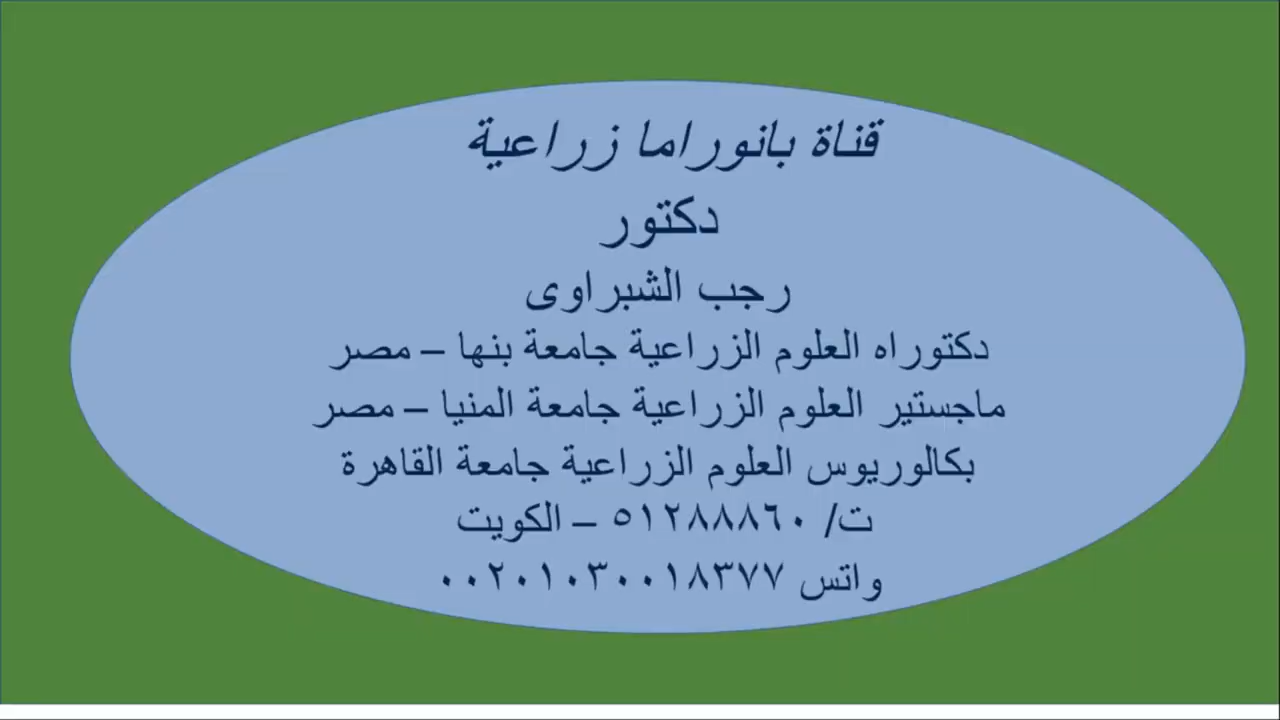 قناة بانوراما زراعية
دكتور
رجب الشبراوى
دكتوراه العلوم الزراعية جامعة بنها – مصر
ماجستير العلوم الزراعية جامعة المنيا – مصر
بكالوريوس العلوم الزراعية جامعة القاهرة
ت/ ٥١٢٨٨٨٦٠ – الكويت
واتس ٠٠٢٠١٠٣٠٠١٨٣٧٧